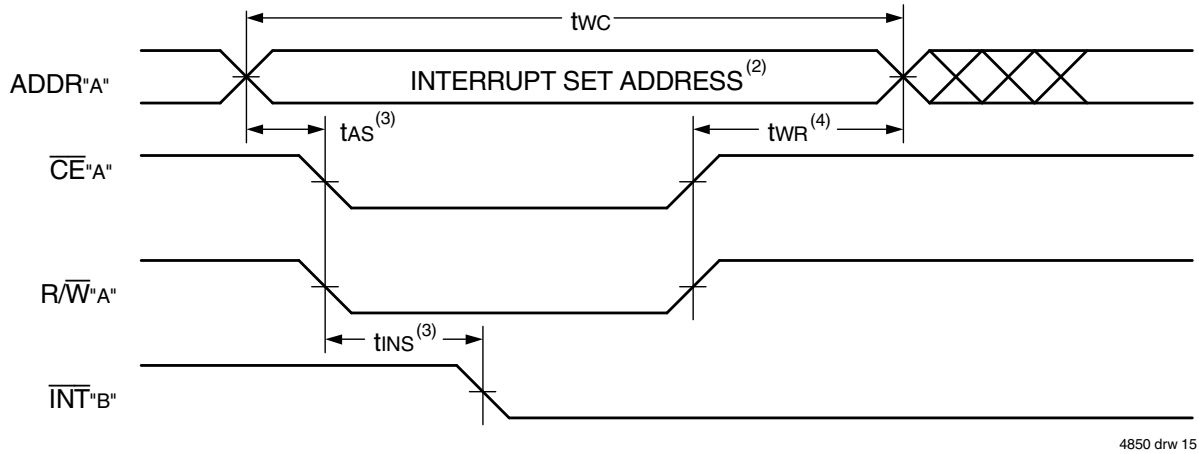 tWC
ADDR"A"
INTERRUPT SET ADDRESS(2)
tAS(3)
tWR(4)
CE"A"
R/W"A"
tINS(3)
INT"B"
4850 drw 15